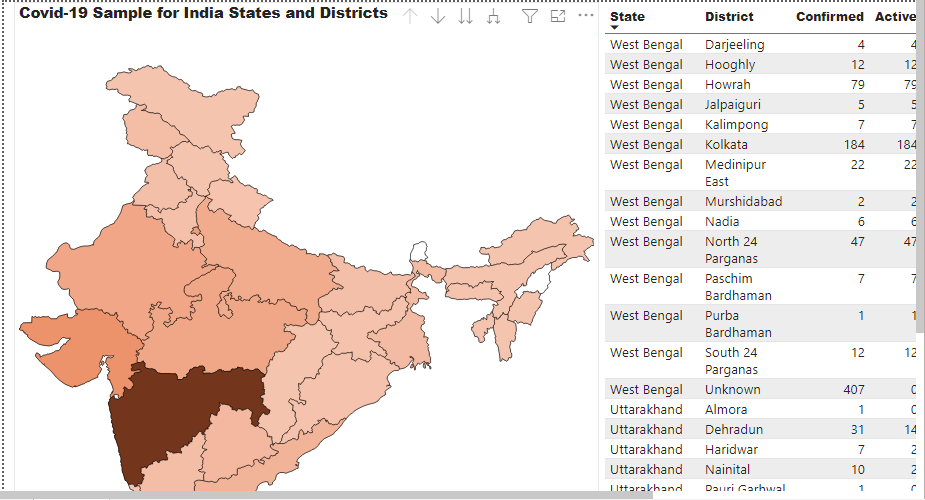 Covid-19 Sample for India States and Districts
State District Confirmed Active
West Bengal Darjeeling 4 4
West Bengal Hooghly 12 12
West Bengal Howrah 79 79
West Bengal Jalpaiguri 5 5
West Bengal Kalimpong 7 7
West Bengal Kolkata 184 184
West Bengal Medinipur 22 22
East
West Bengal Murshidabad 2 2
West Bengal Nadia 6 6
West Bengal North 24 47 47
Parganas
West Bengal Paschim 7 7
Bardhaman
West Bengal Purba 1 1
Bardhaman
West Bengal South 24 12 12
Parganas
West Bengal Unknown 407 0
Uttarakhand Almora 1 0
Uttarakhand Dehradun 31 14
Uttarakhand Haridwar 7 2
Uttarakhand Nainital 10 2
Uttarakhand Pauri Garhwal 1